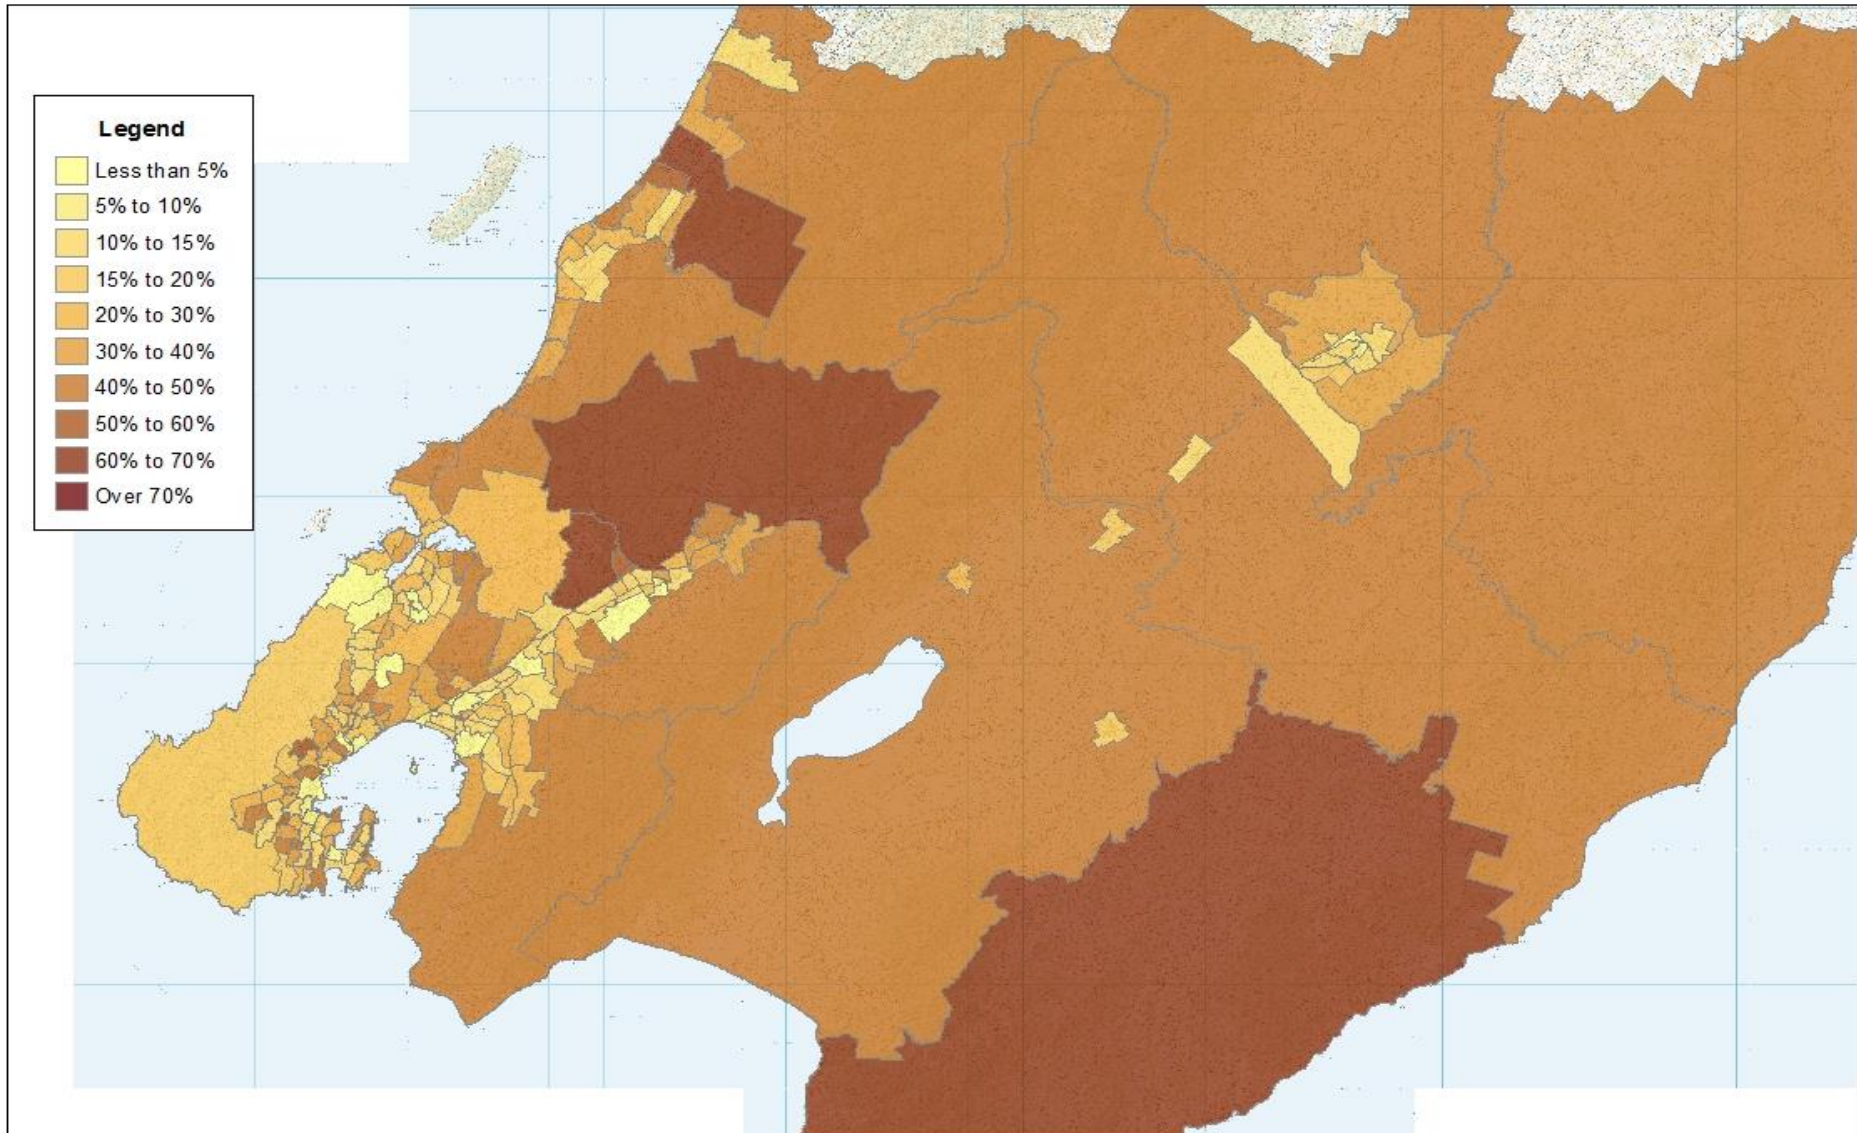 Legend
Less than 5%
5% to 10%
10% to 15%
15% to 20%
20% to 30%
30% to 40%
40% to 50%
50% to 60%
60% to 70%
Over 70%